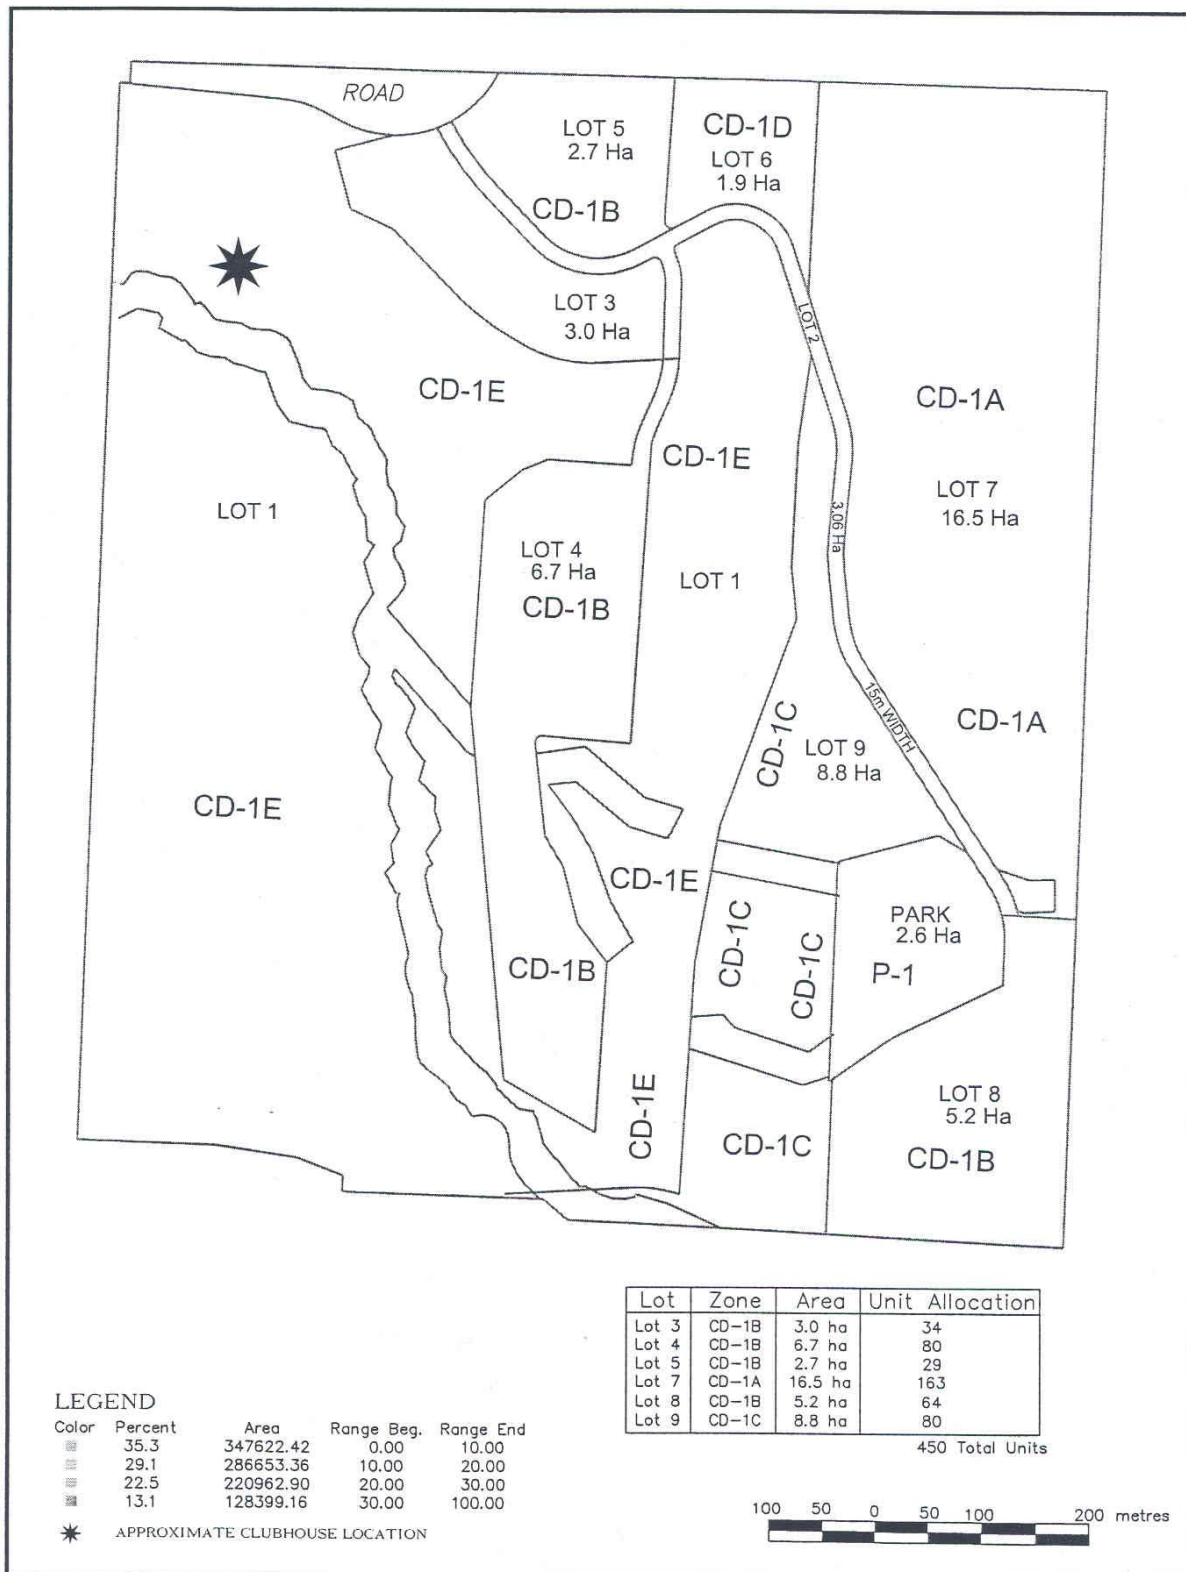 ROAD
LOT 5
2.7 Ha
CD-1B
CD-1D
LOT 6
1.9 Ha
LOT 3
3.0 Ha
LOT 2
CD-1E
CD-1A
CD-1E
LOT 7
16.5 Ha
LOT 1
3.06 Ha
LOT 4
6.7 Ha
CD-1B
LOT 1
15m WIDTH
CD-1A
CD-1C
LOT 9
8.8 Ha
CD-1E
CD-1E
PARK
2.6 Ha
P-1
CD-1C
CD-1C
CD-1B
CD-1E
LOT 8
5.2 Ha
CD-1C
CD-1B
Lot Zone Area Unit Allocation
Lot 3 CD-1B 3.0 ha 34
Lot 4 CD-1B 6.7 ha 80
Lot 5 CD-1B 2.7 ha 29
Lot 7 CD-1A 16.5 ha 163
Lot 8 CD-1B 5.2 ha 64
Lot 9 CD-1C 8.8 ha 80
450 Total Units
LEGEND
Color Percent Area Range Beg. Range End
35.3 347622.42 0.00 10.00
29.1 286653.36 10.00 20.00
22.5 220962.90 20.00 30.00
13.1 128399.16 30.00 100.00
APPROXIMATE CLUBHOUSE LOCATION
100 50 0 50 100 200 metres